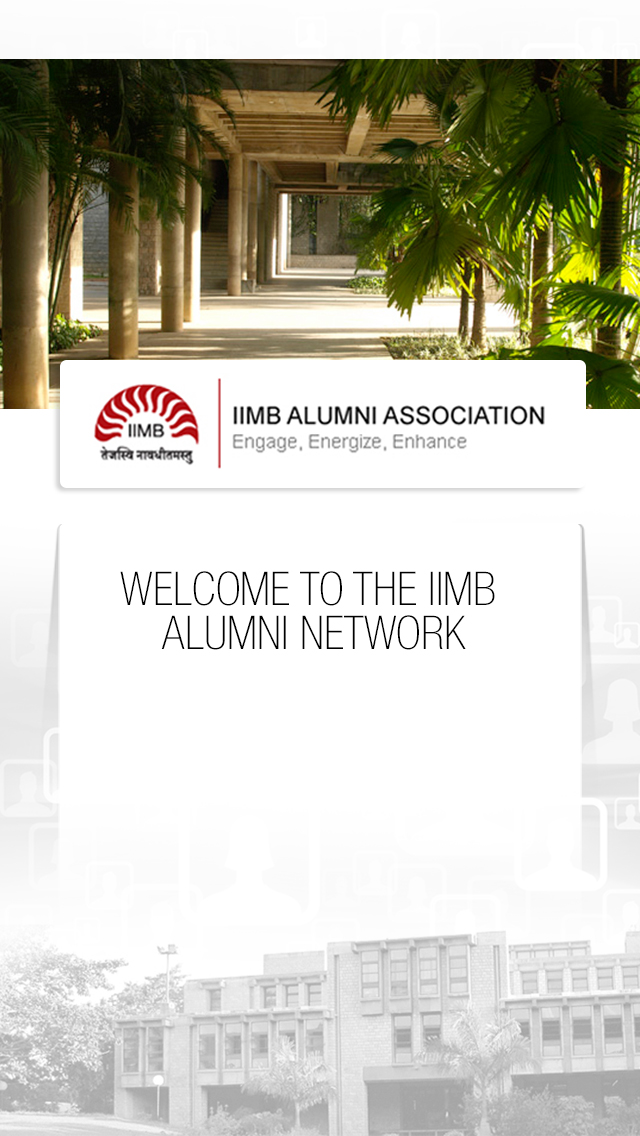 IIMB
तेजस्वि नावधीतमस्तु
IIMB ALUMNI ASSOCIATION
Engage, Energize, Enhance
WELCOME TO THE IIMB
ALUMNI NETWORK